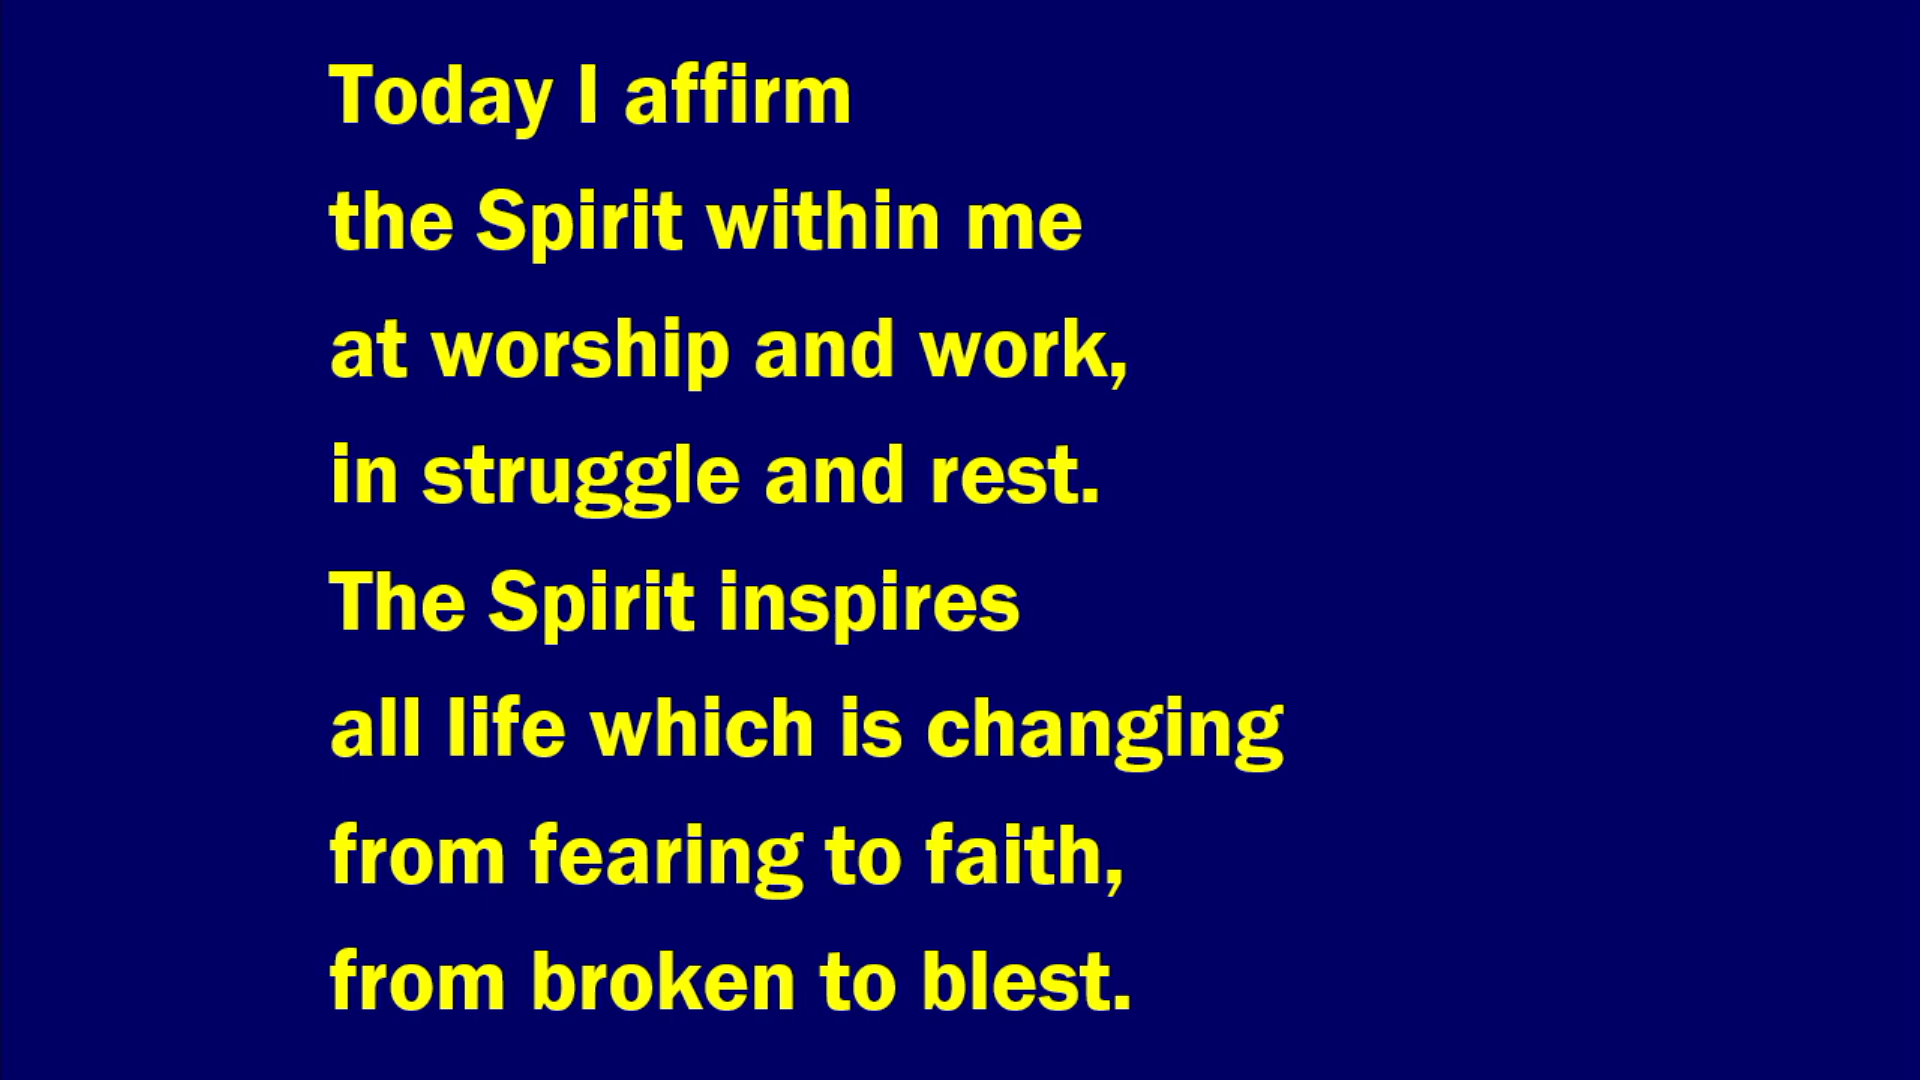 Today I affirm
the Spirit within me
at worship and work,
in struggle and rest.
The Spirit inspires
all life which is changing
from fearing to faith,
from broken to blest.